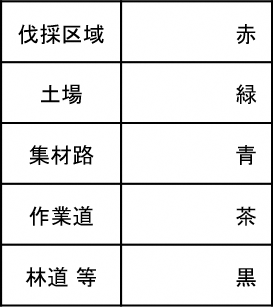 伐採区域 赤
土場 緑
集材路 青
作業道 茶
林道 等 黒